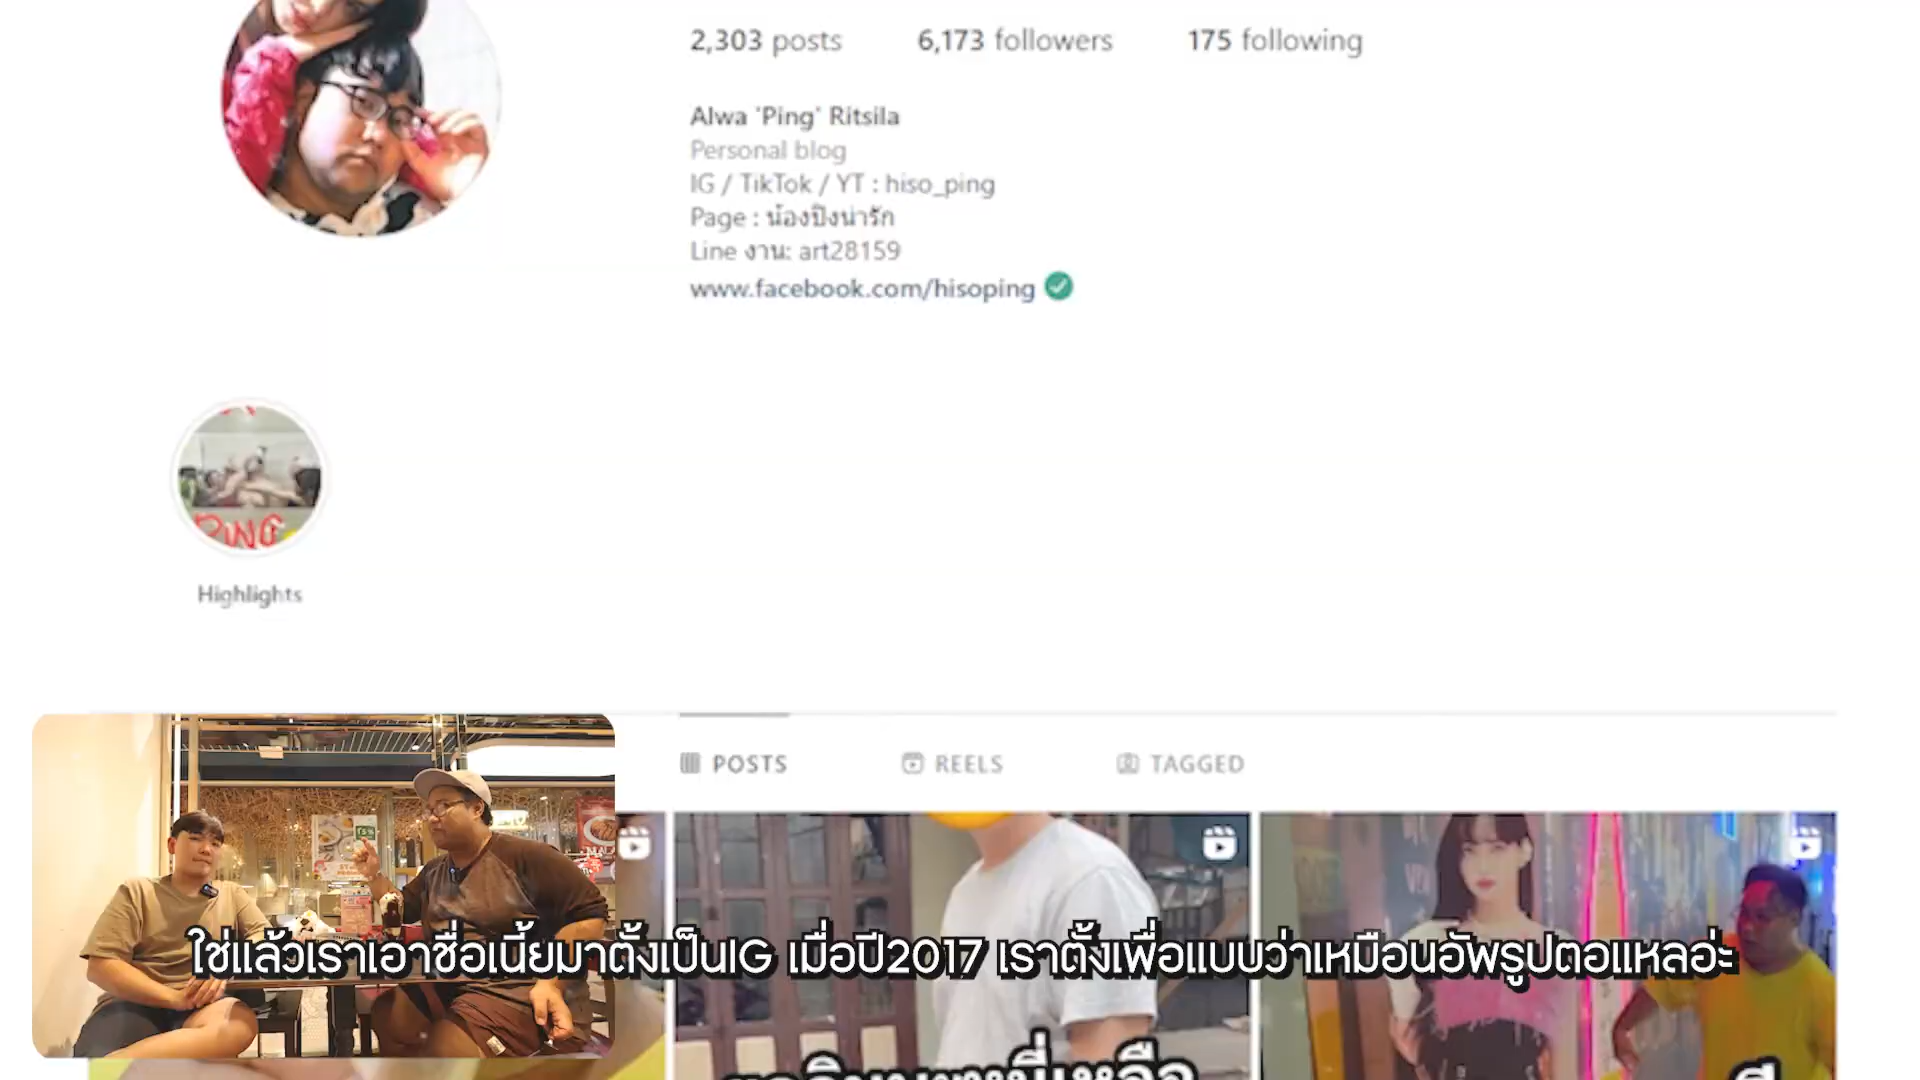 2,303 posts 6,173 followers 175 following
Alwa 'Ping' Ritsila
Personal blog
IG / TikTok / YT : hiso_ping
Page : น้องปิงน่ารัก
Line งาน: art28159
www.facebook.com/hisoping
PING
Highlights
POSTS REELS TAGGED
ใช่แล้วเราเอาชื่อเนี้ยมาตั้งเป็นIG เมื่อปี2017 เราตั้งเพื่อแบบว่าเหมือนอัพรูปตอแหลอ่ะ